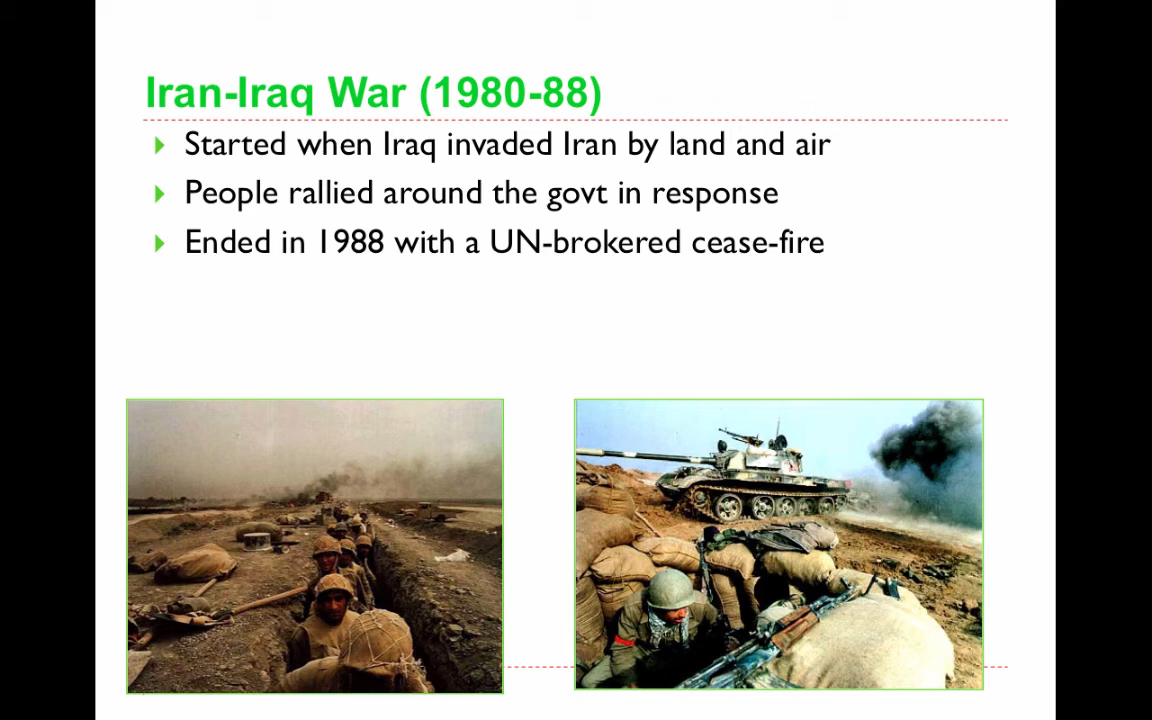 Iran-Iraq War (1980-88)
Started when Iraq invaded Iran by land and air
People rallied around the govt in response
Ended in 1988 with a UN-brokered cease-fire